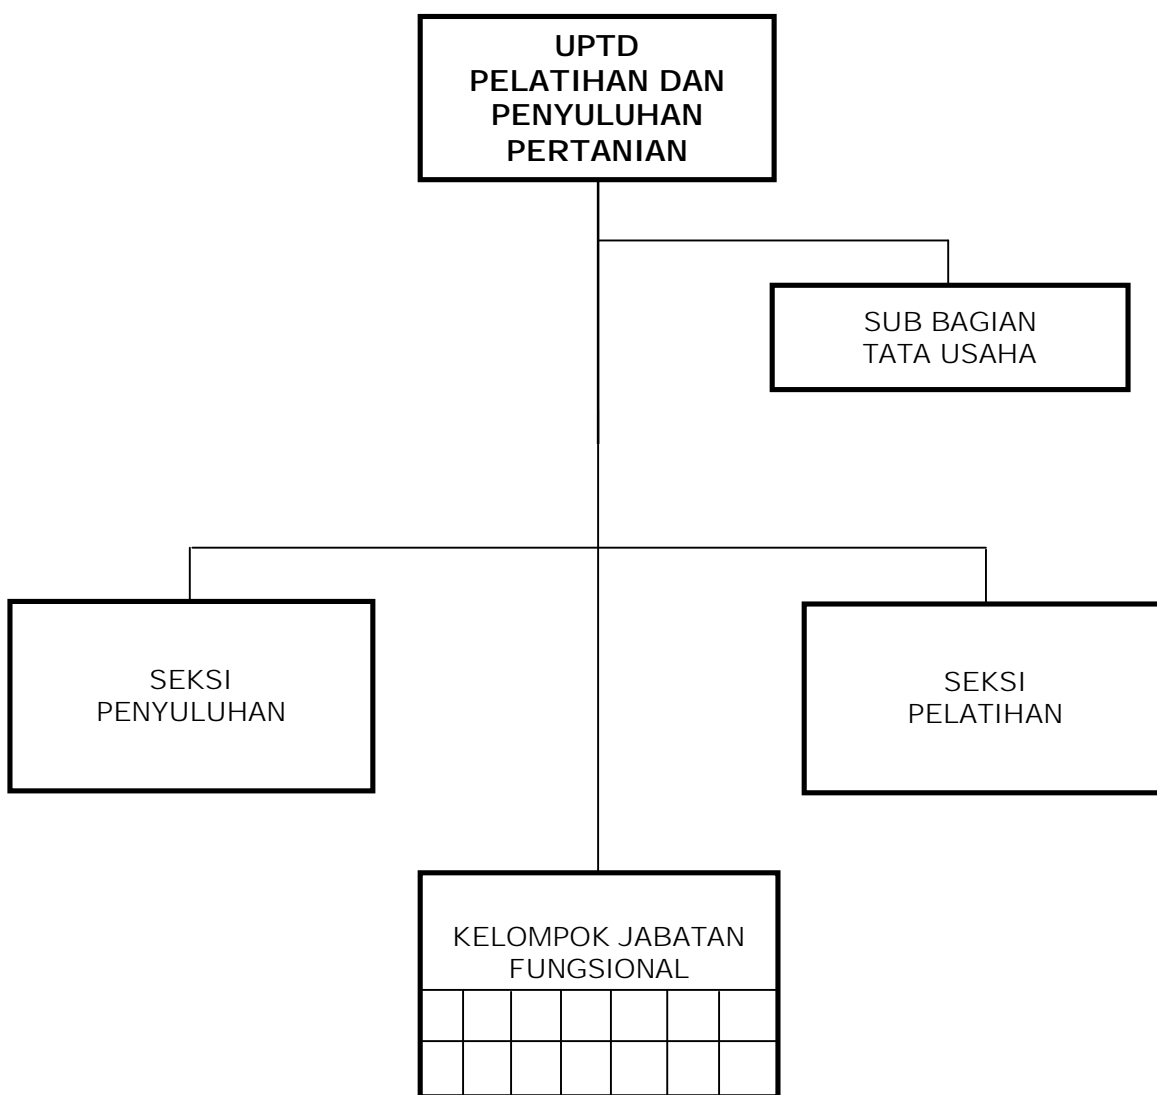 UPTD
PELATIHAN DAN
PENYULUHAN
PERTANIAN
SUB BAGIAN
TATA USAHA
SEKSI
PENYULUHAN
SEKSI
PELATIHAN
KELOMPOK JABATAN
FUNGSIONAL